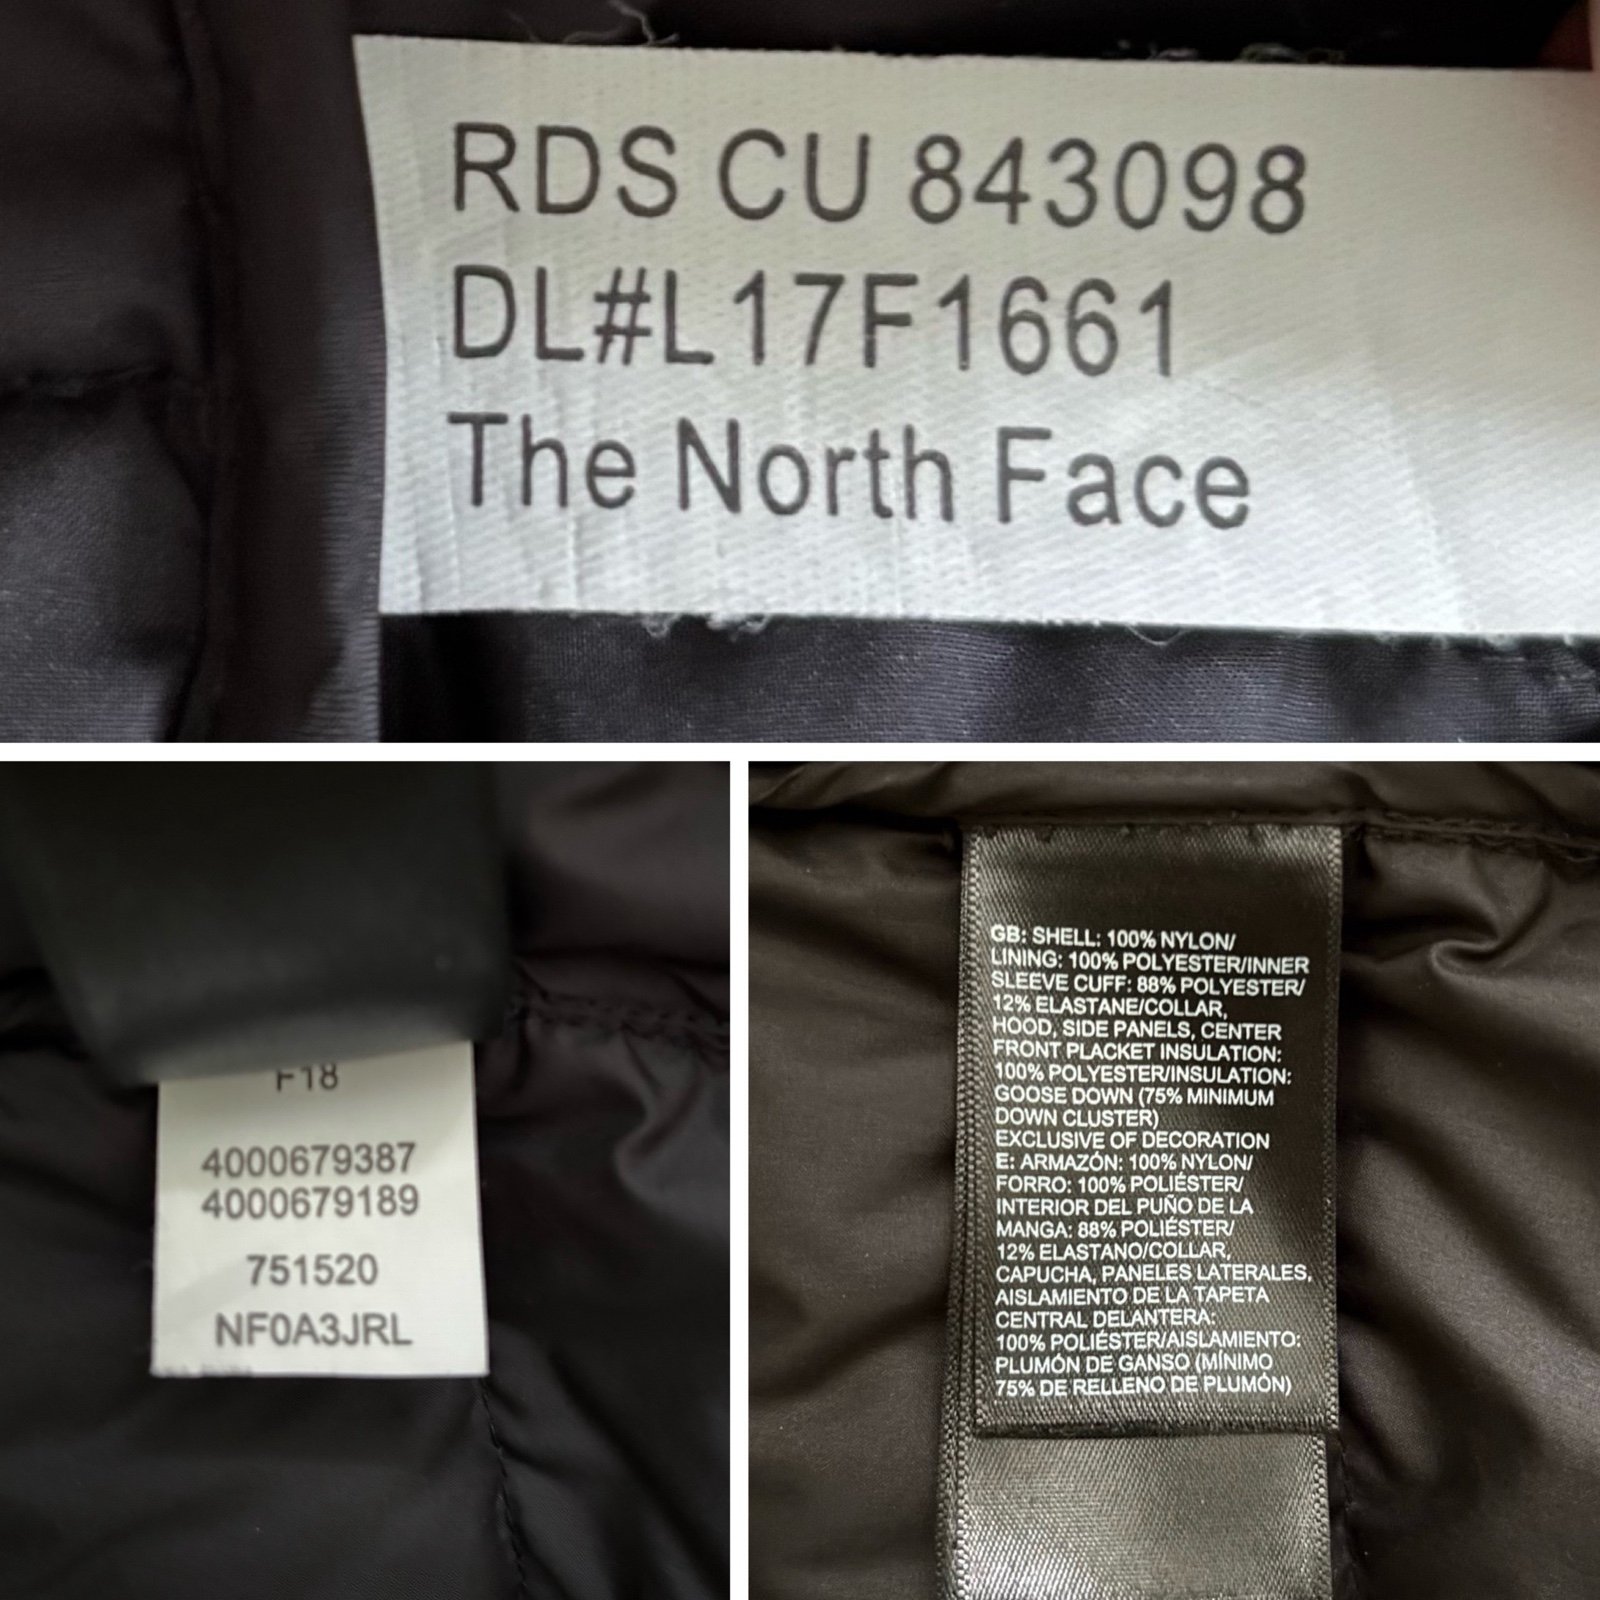 RDS CU 843098
DL#L17F1661
The North Face
F18
4000679387
4000679189
751520
NF0A3JRL
GB: SHELL: 100% NYLON/
LINING: 100% POLYESTER/INNER
SLEEVE CUFF: 88% POLYESTER/
12% ELASTANE/COLLAR,
HOOD, SIDE PANELS, CENTER
FRONT PLACKET INSULATION:
100% POLYESTER/INSULATION:
GOOSE DOWN (75% MINIMUM
DOWN CLUSTER)
EXCLUSIVE OF DECORATION
E: ARMAZÓN: 100% NYLON/
FORRO: 100% POLIÉSTER/
INTERIOR DEL PUÑO DE LA
MANGA: 88% POLIÉSTER/
12% ELASTANO/COLLAR,
CAPUCHA, PANELES LATERALES,
AISLAMIENTO DE LA TAPETA
CENTRAL DELANTERA:
100% POLIÉSTER/AISLAMIENTO:
PLUMÓN DE GANSO (MÍNIMO
75% DE RELLENO DE PLUMÓN)